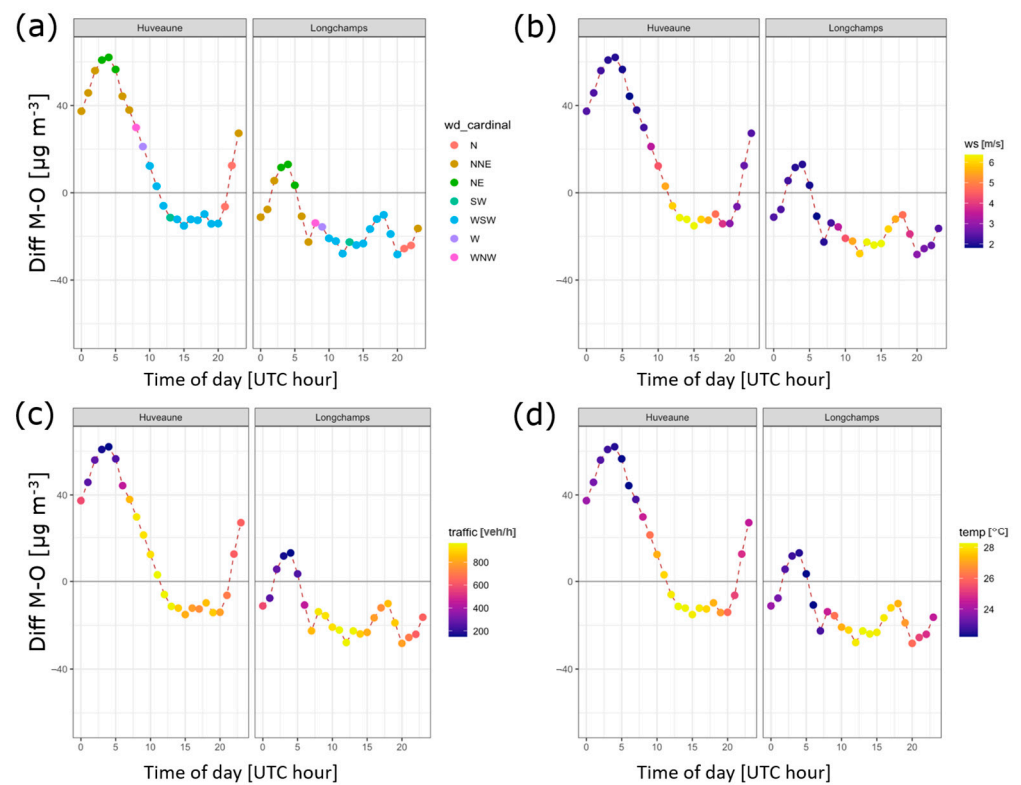 (a)
Huveaune
Longchamps
Diff M-O [µg m-3]
40
0
−40
0 5 10 15 20
0 5 10 15 20
Time of day [UTC hour]
wd_cardinal
N
NNE
NE
SW
WSW
W
WNW
(b)
Huveaune
Longchamps
40
0
−40
0 5 10 15 20
0 5 10 15 20
Time of day [UTC hour]
ws [m/s]
6
5
4
3
2
(c)
Huveaune
Longchamps
Diff M-O [µg m-3]
40
0
−40
0 5 10 15 20
0 5 10 15 20
Time of day [UTC hour]
traffic [veh/h]
800
600
400
200
(d)
Huveaune
Longchamps
40
0
−40
0 5 10 15 20
0 5 10 15 20
Time of day [UTC hour]
temp [°C]
28
26
24